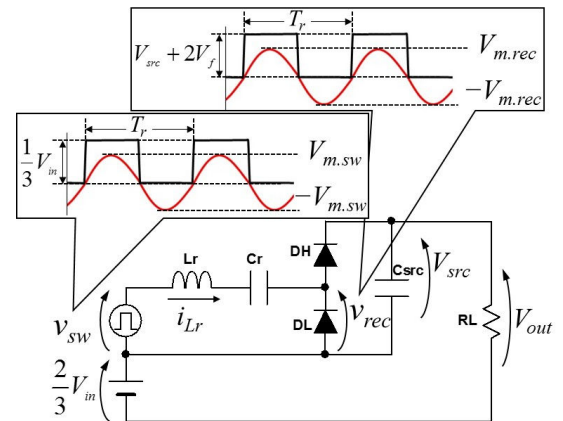 T_r
V_src + 2V_f
V_m.rec
−V_m.rec
T_r
1/3 V_in
V_m.sw
−V_m.sw
Lr
Cr
DH
Csrc
V_src
i_Lr
v_sw
DL
v_rec
RL
V_out
2/3 V_in